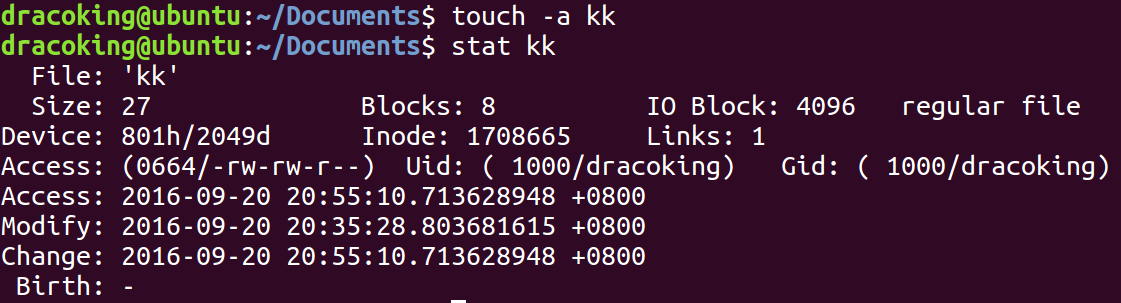 dracoking@ubuntu:~/Documents$ touch -a kk
dracoking@ubuntu:~/Documents$ stat kk
  File: 'kk'
  Size: 27              Blocks: 8          IO Block: 4096   regular file
Device: 801h/2049d      Inode: 1708665     Links: 1
Access: (0664/-rw-rw-r--)  Uid: ( 1000/dracoking)   Gid: ( 1000/dracoking)
Access: 2016-09-20 20:55:10.713628948 +0800
Modify: 2016-09-20 20:35:28.803681615 +0800
Change: 2016-09-20 20:55:10.713628948 +0800
 Birth: -